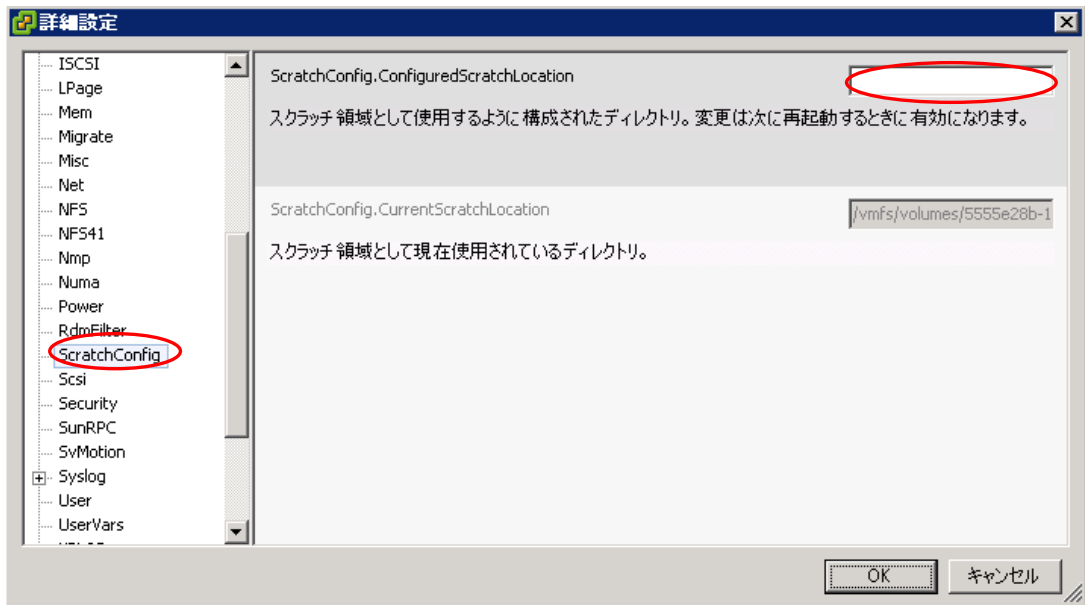 詳細設定
ISCSI
LPage
Mem
Migrate
Misc
Net
NFS
NFS41
Nmp
Numa
Power
RdmFilter
ScratchConfig
Scsi
Security
SunRPC
SvMotion
Syslog
User
UserVars
ScratchConfig.ConfiguredScratchLocation
スクラッチ領域として使用するように構成されたディレクトリ。変更は次に再起動するときに有効になります。
ScratchConfig.CurrentScratchLocation
/vmfs/volumes/5555e28b-1
スクラッチ領域として現在使用されているディレクトリ。
OK
キャンセル